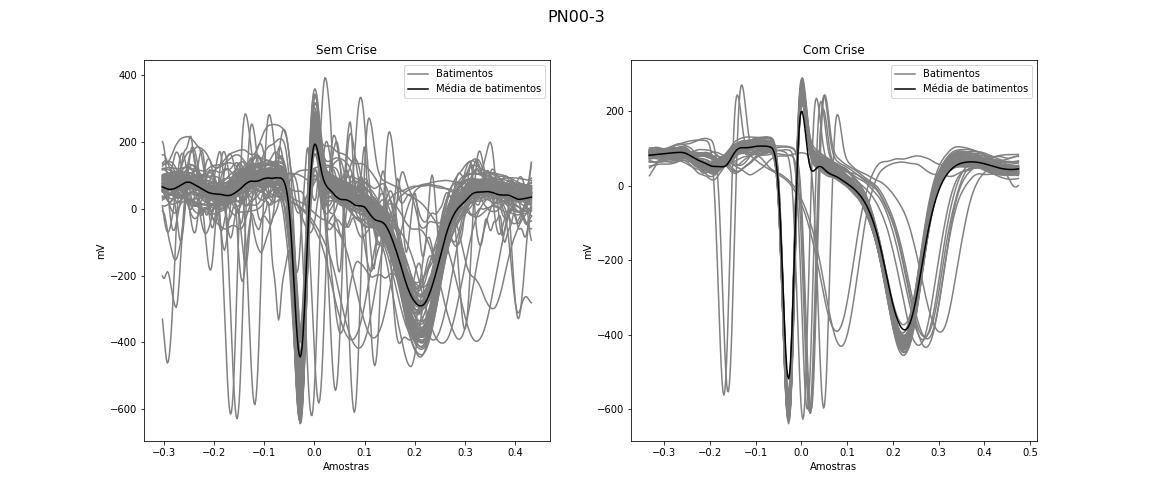 PN00-3
Sem Crise
Com Crise
Batimentos
Média de batimentos
Batimentos
Média de batimentos
400
200
0
−200
−400
−600
mV
−0.3 −0.2 −0.1 0.0 0.1 0.2 0.3 0.4
Amostras
200
0
−200
−400
−600
mV
−0.3 −0.2 −0.1 0.0 0.1 0.2 0.3 0.4 0.5
Amostras